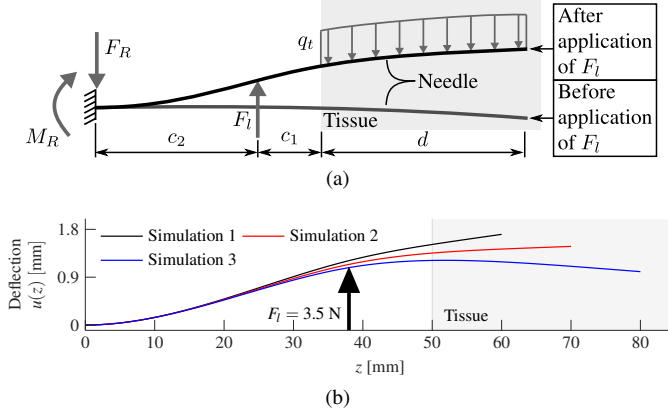 F_R
q_t
After
application
of F_l
Needle
Before
application
of F_l
M_R
F_l
Tissue
c_2
c_1
d
(a)
Deflection
u(z) [mm]
1.8
0.9
0
Simulation 1
Simulation 2
Simulation 3
F_l = 3.5 N
Tissue
0 10 20 30 40 50 60 70 80
z [mm]
(b)